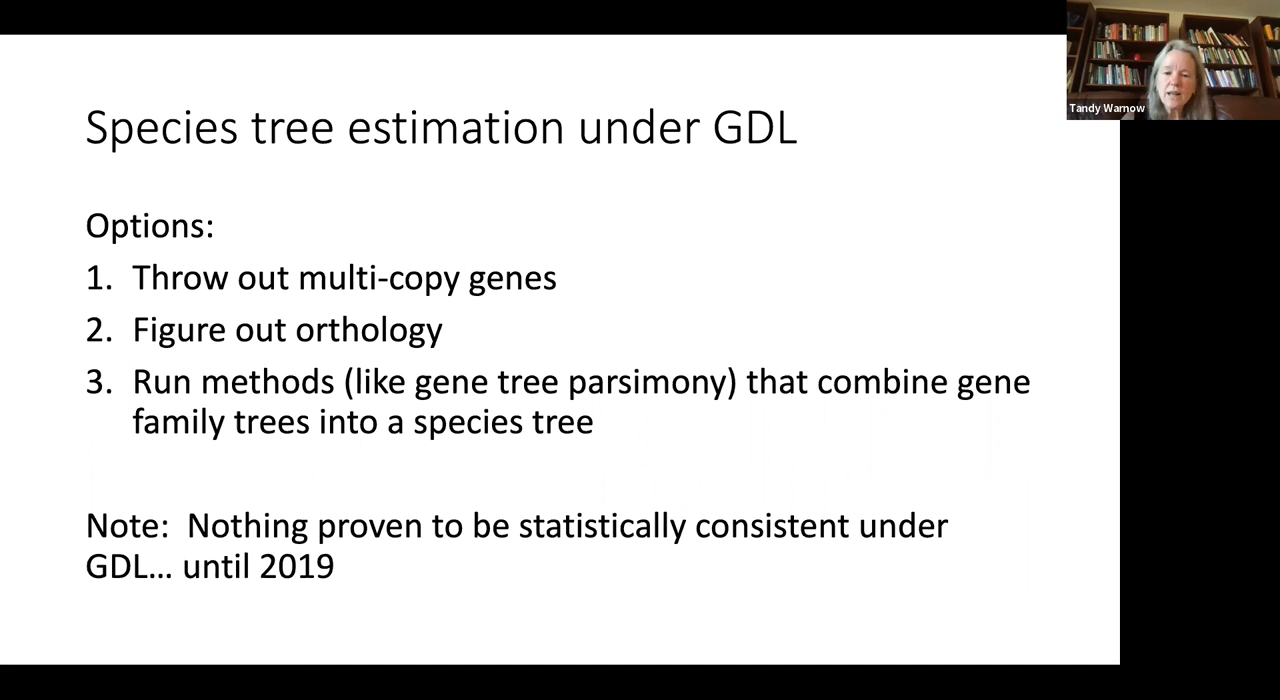 Tandy Warnow
Species tree estimation under GDL
Options:
1. Throw out multi-copy genes
2. Figure out orthology
3. Run methods (like gene tree parsimony) that combine gene
family trees into a species tree
Note:  Nothing proven to be statistically consistent under
GDL... until 2019